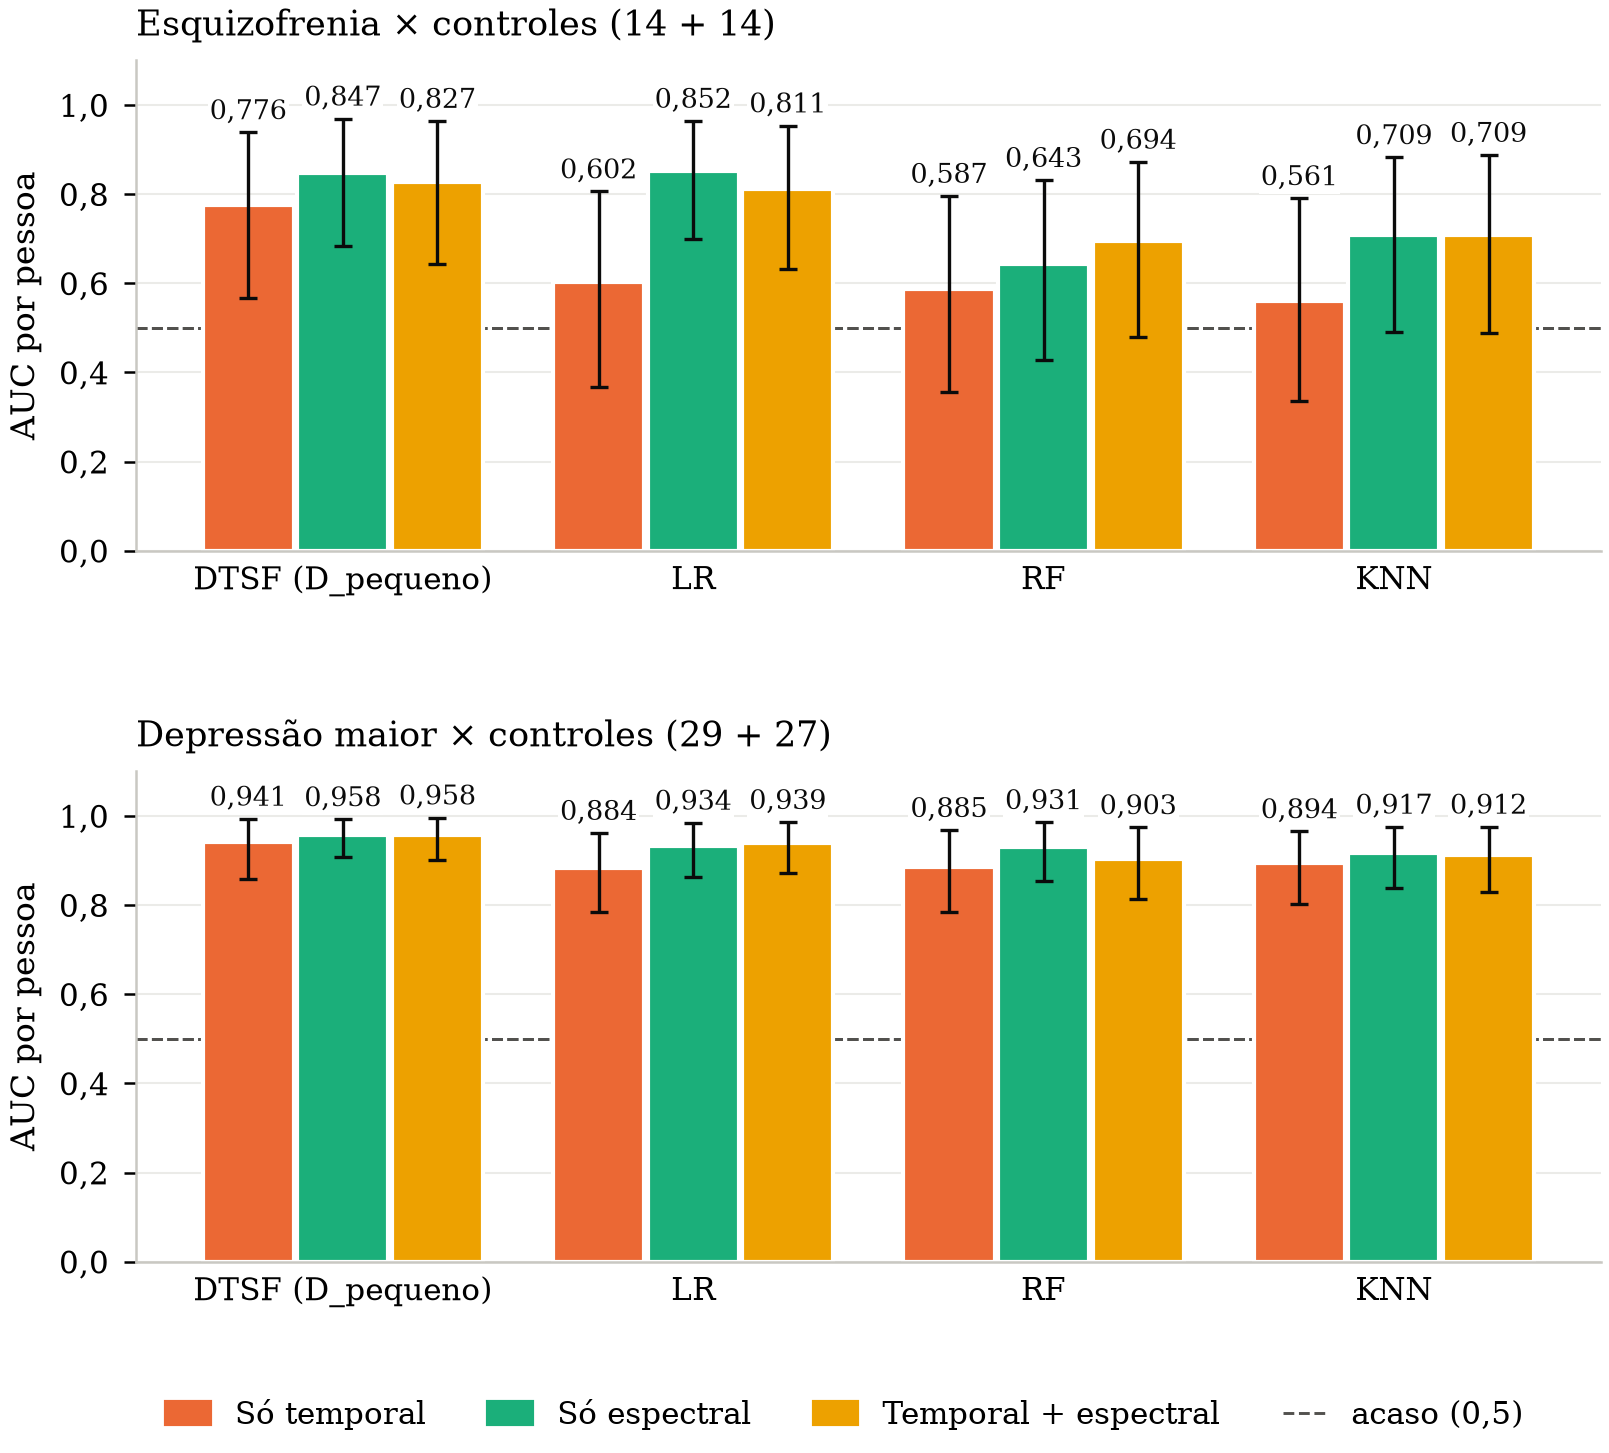 Esquizofrenia × controles (14 + 14)
AUC por pessoa
1,0
0,8
0,6
0,4
0,2
0,0
0,776 0,847 0,827
0,602 0,852 0,811
0,587 0,643 0,694
0,561 0,709 0,709
DTSF (D_pequeno) LR RF KNN
Depressão maior × controles (29 + 27)
AUC por pessoa
1,0
0,8
0,6
0,4
0,2
0,0
0,941 0,958 0,958
0,884 0,934 0,939
0,885 0,931 0,903
0,894 0,917 0,912
DTSF (D_pequeno) LR RF KNN
Só temporal Só espectral Temporal + espectral acaso (0,5)